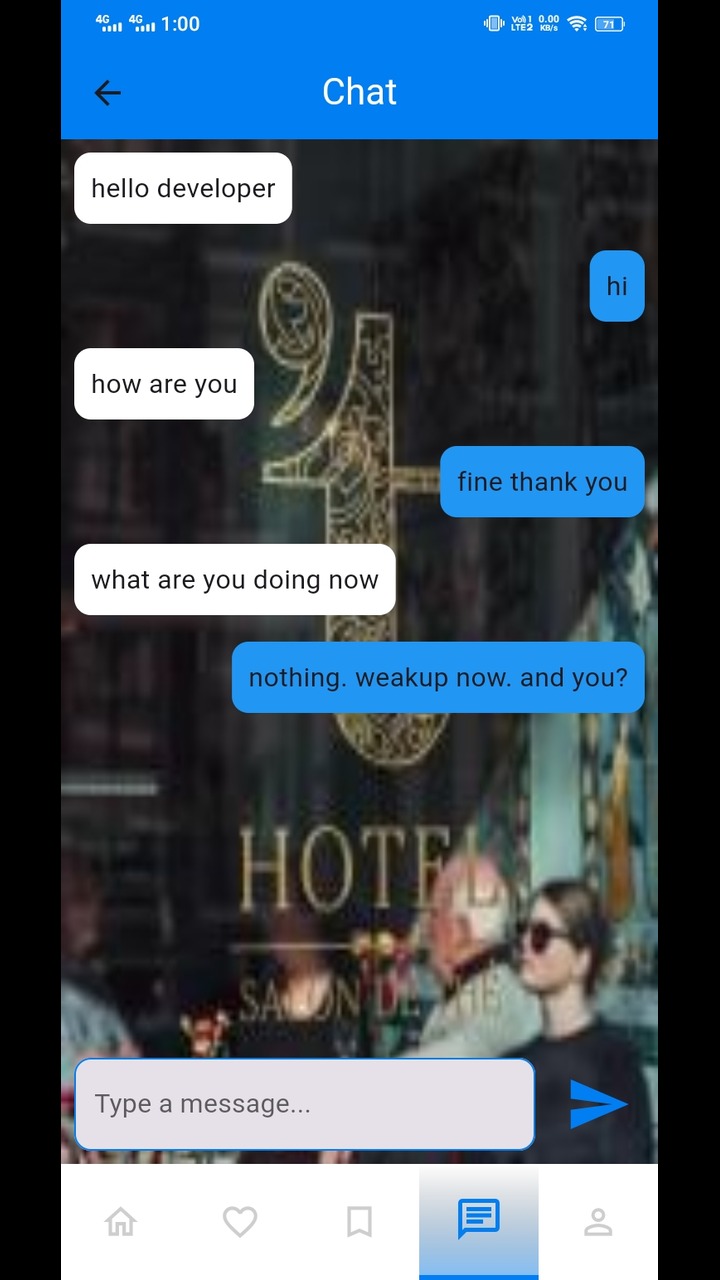 4G 4G 1:00 Vo) 1 LTE2 0.00 KB/s 71
Chat
hello developer
hi
how are you
fine thank you
what are you doing now
nothing. weakup now. and you?
HOTEL
SALON DE THE
Type a message...